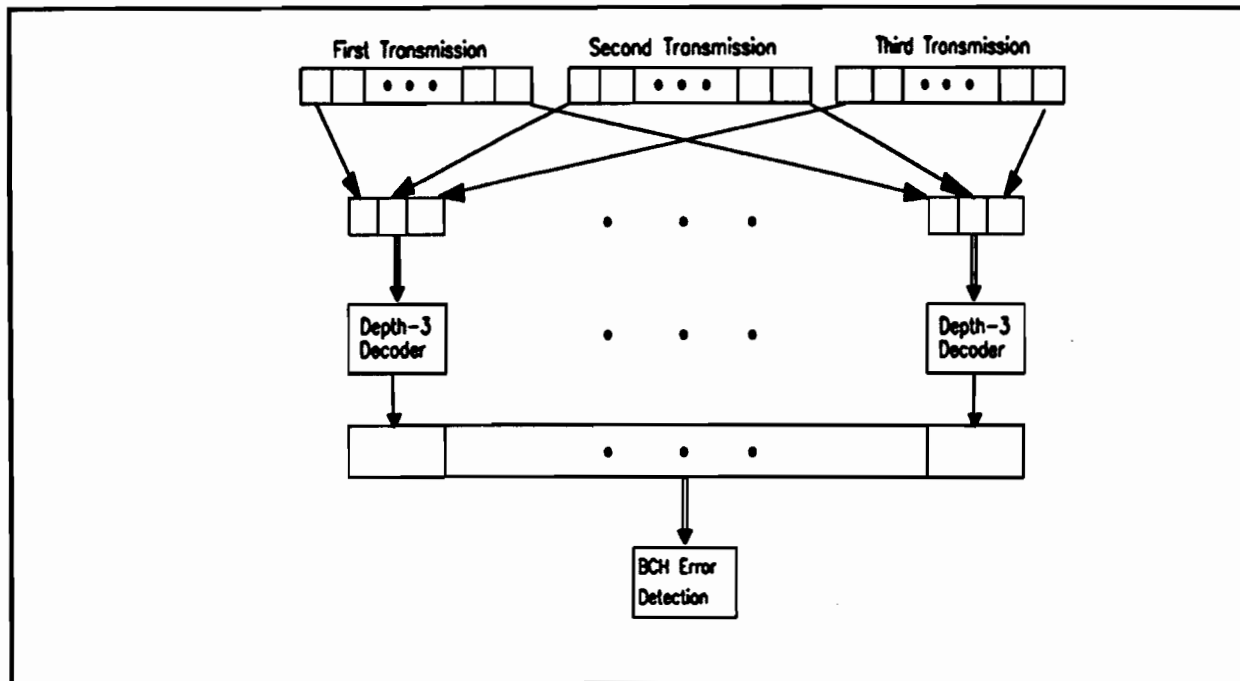 First Transmission
Second Transmission
Third Transmission
Depth-3
Decoder
Depth-3
Decoder
BCH Error
Detection